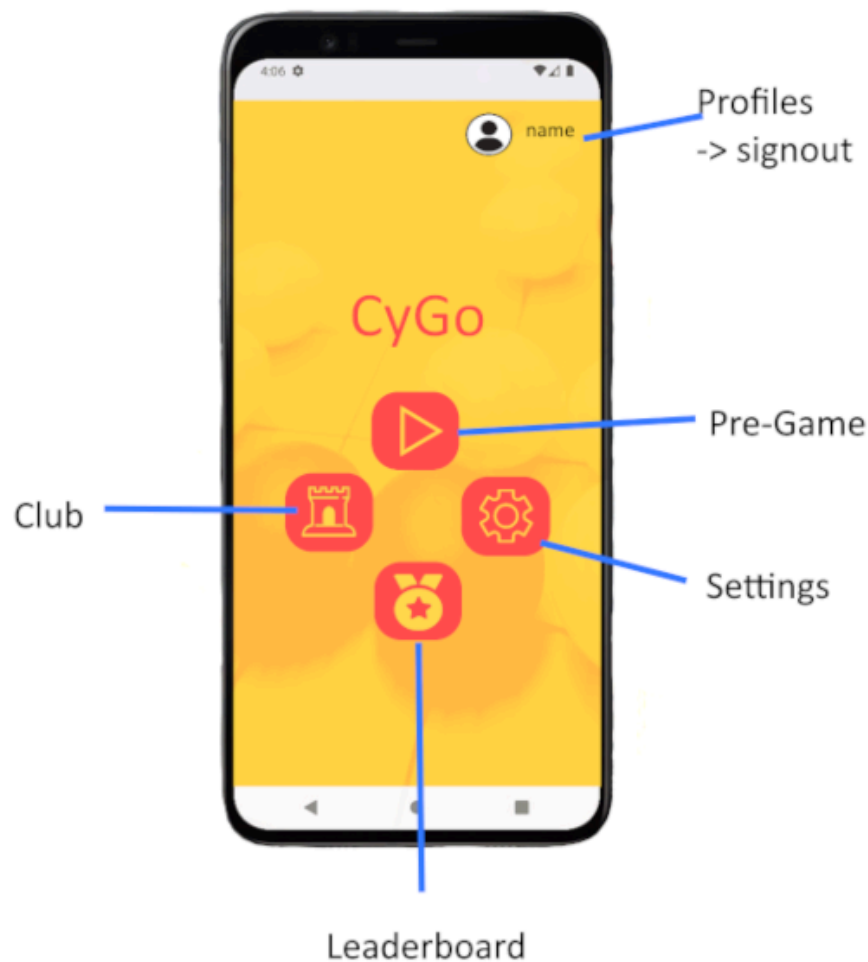 4:06
Profiles
-> signout
name
CyGo
Pre-Game
Club
Settings
Leaderboard